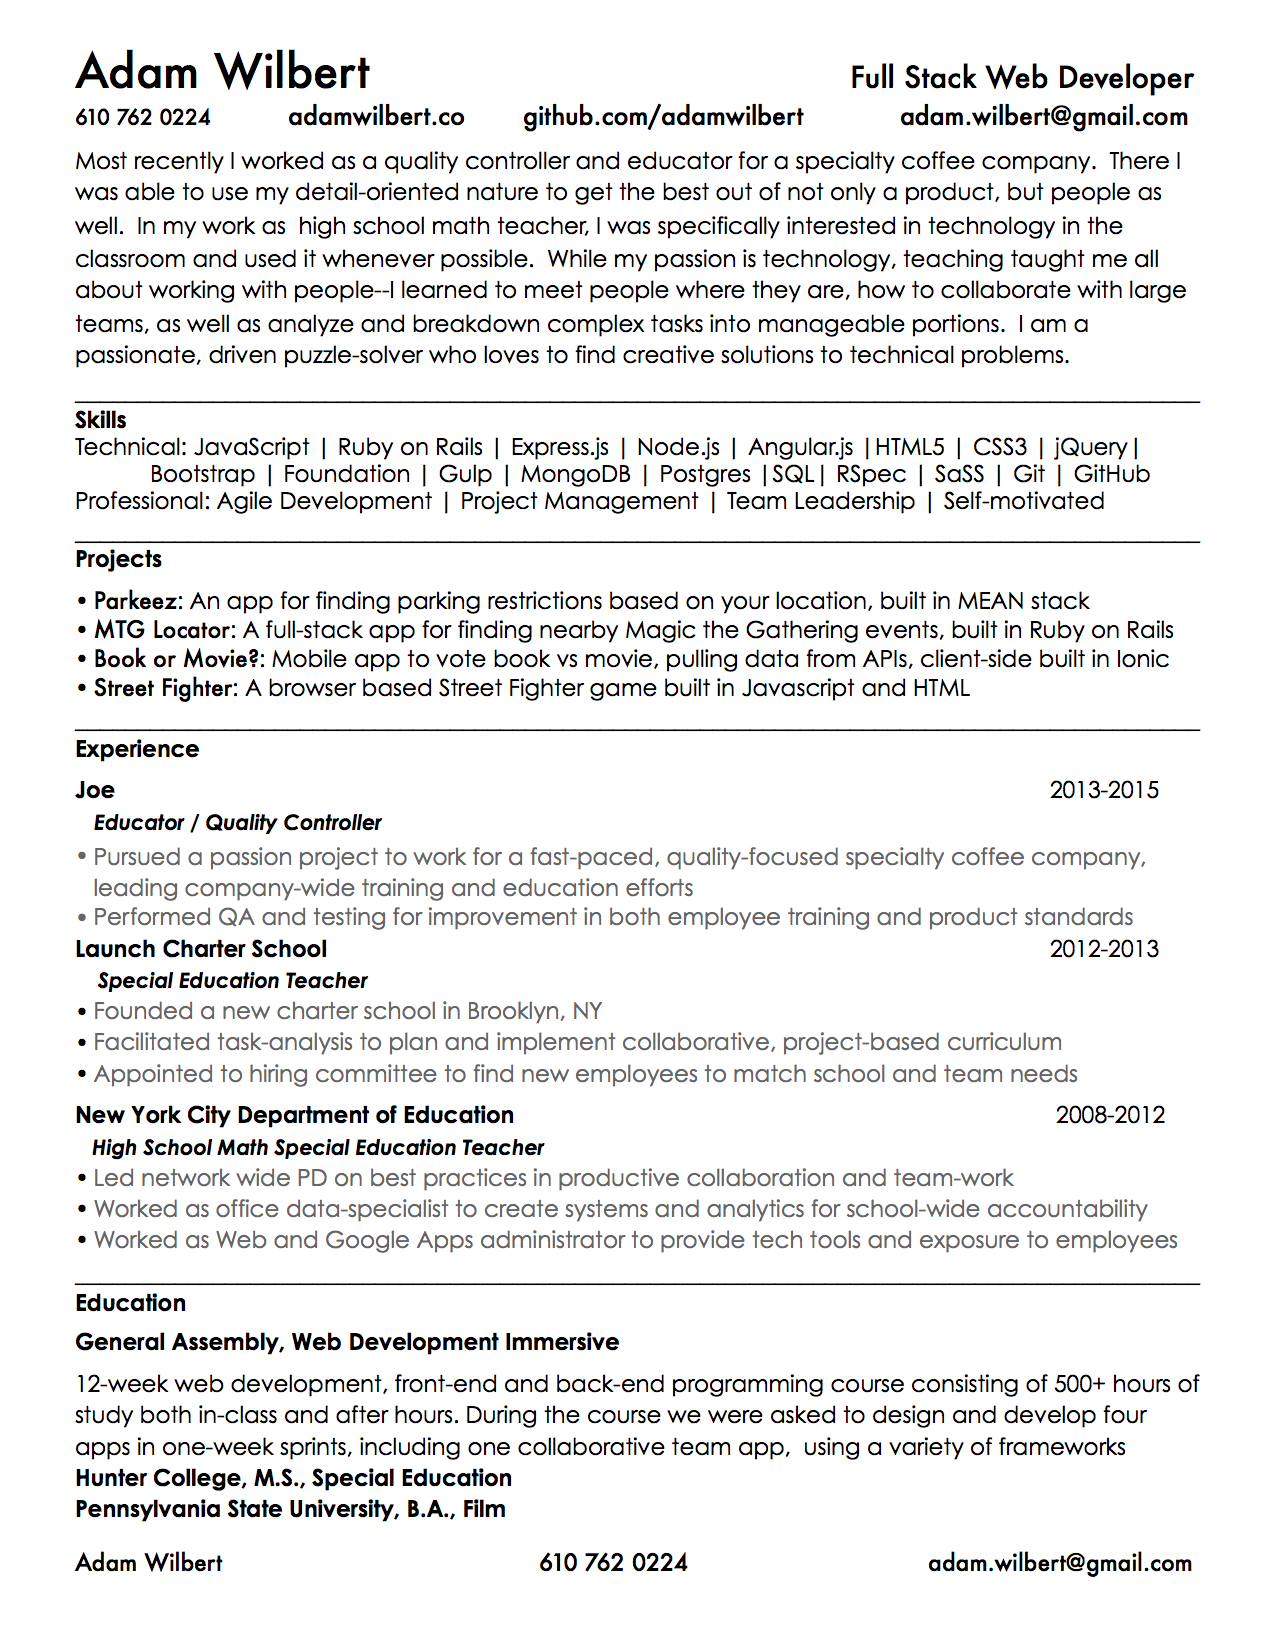 Adam Wilbert Full Stack Web Developer
610 762 0224 adamwilbert.co github.com/adamwilbert adam.wilbert@gmail.com
Most recently I worked as a quality controller and educator for a specialty coffee company.  There I
was able to use my detail-oriented nature to get the best out of not only a product, but people as
well.  In my work as  high school math teacher, I was specifically interested in technology in the
classroom and used it whenever possible.  While my passion is technology, teaching taught me all
about working with people--I learned to meet people where they are, how to collaborate with large
teams, as well as analyze and breakdown complex tasks into manageable portions.  I am a
passionate, driven puzzle-solver who loves to find creative solutions to technical problems.
Skills
Technical: JavaScript | Ruby on Rails | Express.js | Node.js | Angular.js |HTML5 | CSS3 | jQuery|
Bootstrap | Foundation | Gulp | MongoDB | Postgres |SQL| RSpec | SaSS | Git | GitHub
Professional: Agile Development | Project Management | Team Leadership | Self-motivated
Projects
• Parkeez: An app for finding parking restrictions based on your location, built in MEAN stack
• MTG Locator: A full-stack app for finding nearby Magic the Gathering events, built in Ruby on Rails
• Book or Movie?: Mobile app to vote book vs movie, pulling data from APIs, client-side built in Ionic
• Street Fighter: A browser based Street Fighter game built in Javascript and HTML
Experience
Joe 2013-2015
Educator / Quality Controller
• Pursued a passion project to work for a fast-paced, quality-focused specialty coffee company,
leading company-wide training and education efforts
• Performed QA and testing for improvement in both employee training and product standards
Launch Charter School 2012-2013
Special Education Teacher
• Founded a new charter school in Brooklyn, NY
• Facilitated task-analysis to plan and implement collaborative, project-based curriculum
• Appointed to hiring committee to find new employees to match school and team needs
New York City Department of Education 2008-2012
High School Math Special Education Teacher
• Led network wide PD on best practices in productive collaboration and team-work
• Worked as office data-specialist to create systems and analytics for school-wide accountability
• Worked as Web and Google Apps administrator to provide tech tools and exposure to employees
Education
General Assembly, Web Development Immersive
12-week web development, front-end and back-end programming course consisting of 500+ hours of
study both in-class and after hours. During the course we were asked to design and develop four
apps in one-week sprints, including one collaborative team app,  using a variety of frameworks
Hunter College, M.S., Special Education
Pennsylvania State University, B.A., Film
Adam Wilbert 610 762 0224 adam.wilbert@gmail.com